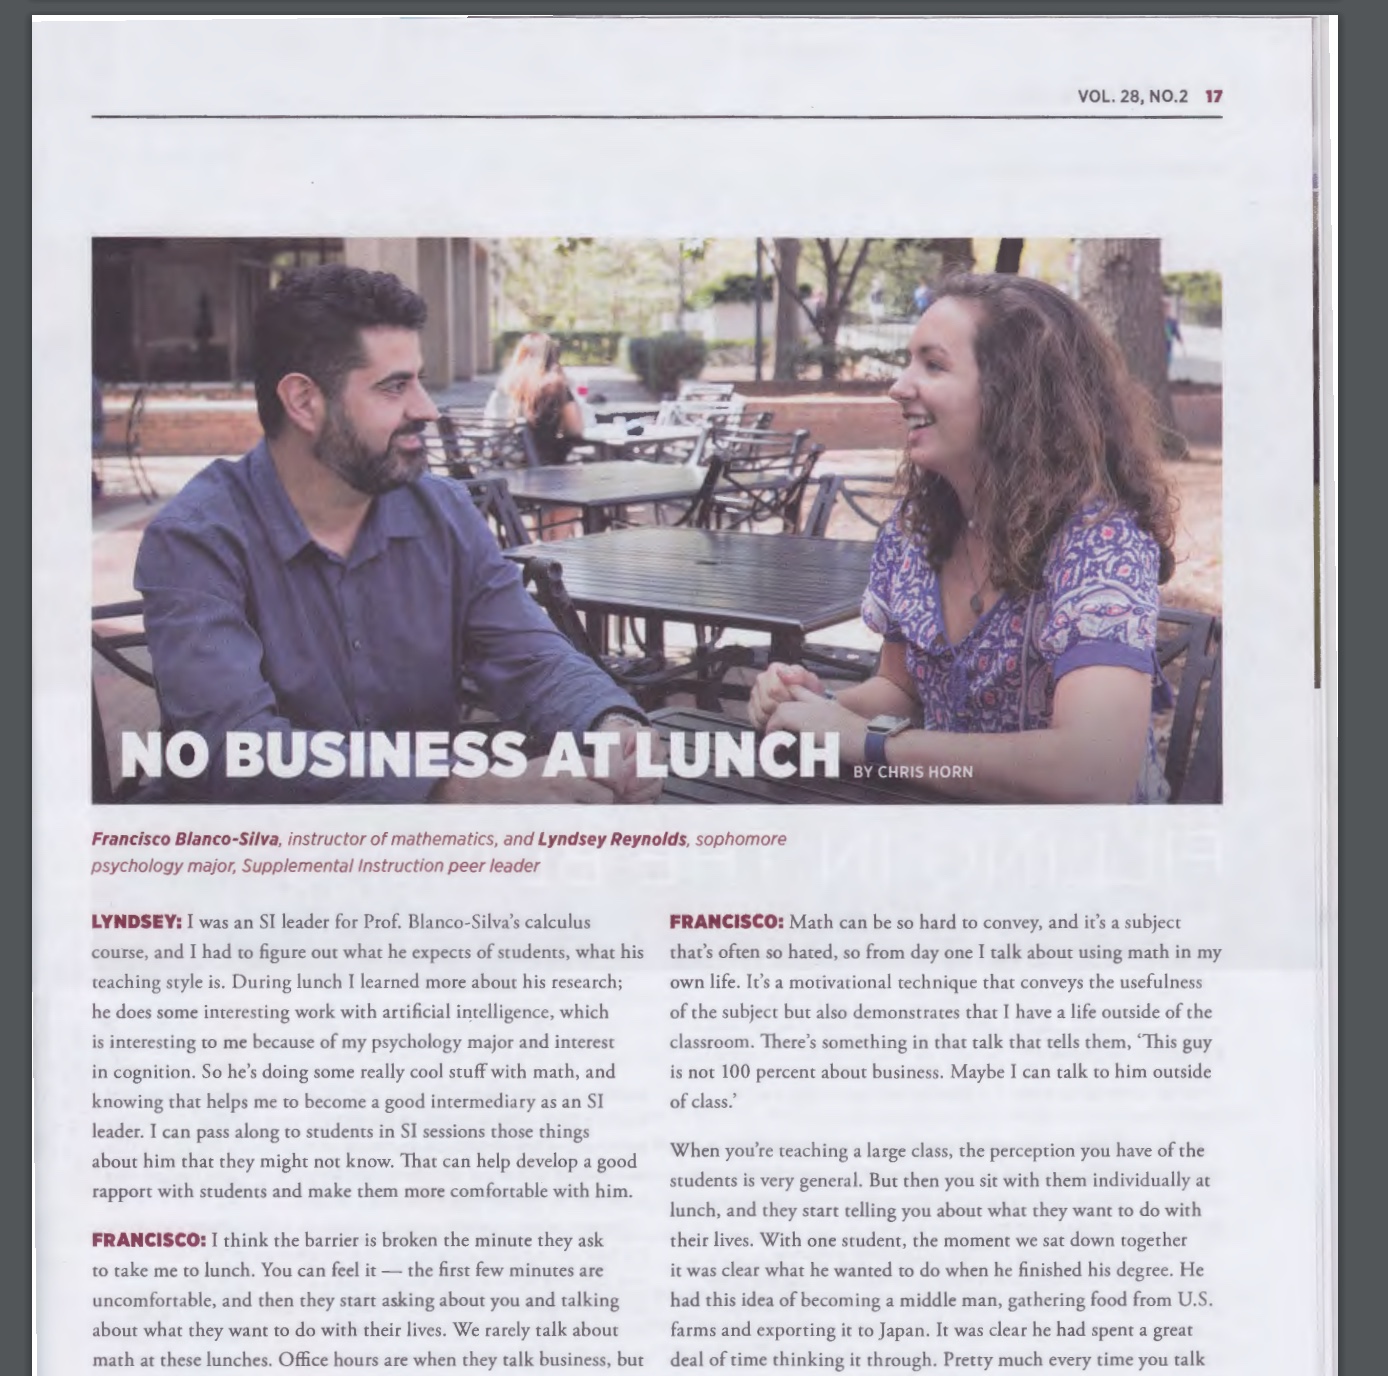 VOL. 28, NO.2 17
NO BUSINESS AT LUNCH BY CHRIS HORN
Francisco Blanco-Silva, instructor of mathematics, and Lyndsey Reynolds, sophomore
psychology major, Supplemental Instruction peer leader
LYNDSEY: I was an SI leader for Prof. Blanco-Silva's calculus
course, and I had to figure out what he expects of students, what his
teaching style is. During lunch I learned more about his research;
he does some interesting work with artificial intelligence, which
is interesting to me because of my psychology major and interest
in cognition. So he's doing some really cool stuff with math, and
knowing that helps me to become a good intermediary as an SI
leader. I can pass along to students in SI sessions those things
about him that they might not know. That can help develop a good
rapport with students and make them more comfortable with him.
FRANCISCO: I think the barrier is broken the minute they ask
to take me to lunch. You can feel it — the first few minutes are
uncomfortable, and then they start asking about you and talking
about what they want to do with their lives. We rarely talk about
math at these lunches. Office hours are when they talk business, but
FRANCISCO: Math can be so hard to convey, and it's a subject
that's often so hated, so from day one I talk about using math in my
own life. It's a motivational technique that conveys the usefulness
of the subject but also demonstrates that I have a life outside of the
classroom. There's something in that talk that tells them, 'This guy
is not 100 percent about business. Maybe I can talk to him outside
of class.'
When you're teaching a large class, the perception you have of the
students is very general. But then you sit with them individually at
lunch, and they start telling you about what they want to do with
their lives. With one student, the moment we sat down together
it was clear what he wanted to do when he finished his degree. He
had this idea of becoming a middle man, gathering food from U.S.
farms and exporting it to Japan. It was clear he had spent a great
deal of time thinking it through. Pretty much every time you talk